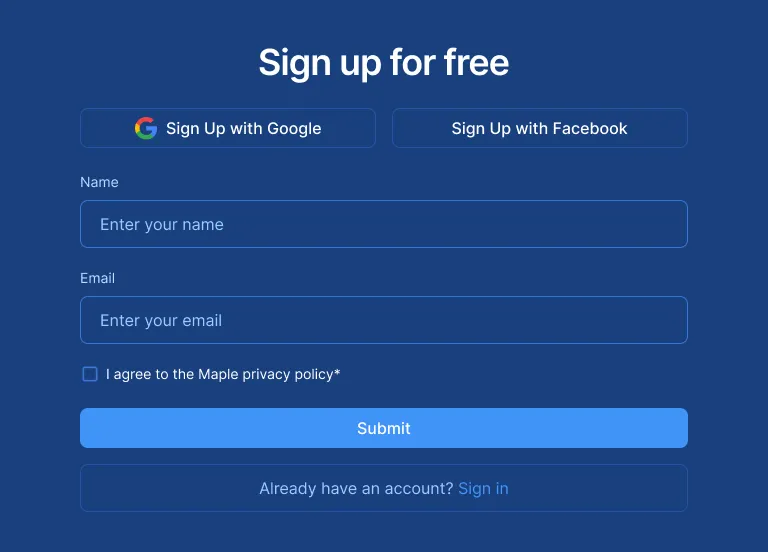 Sign up for free
Sign Up with Google
Sign Up with Facebook
Name
Enter your name
Email
Enter your email
I agree to the Maple privacy policy*
Submit
Already have an account? Sign in